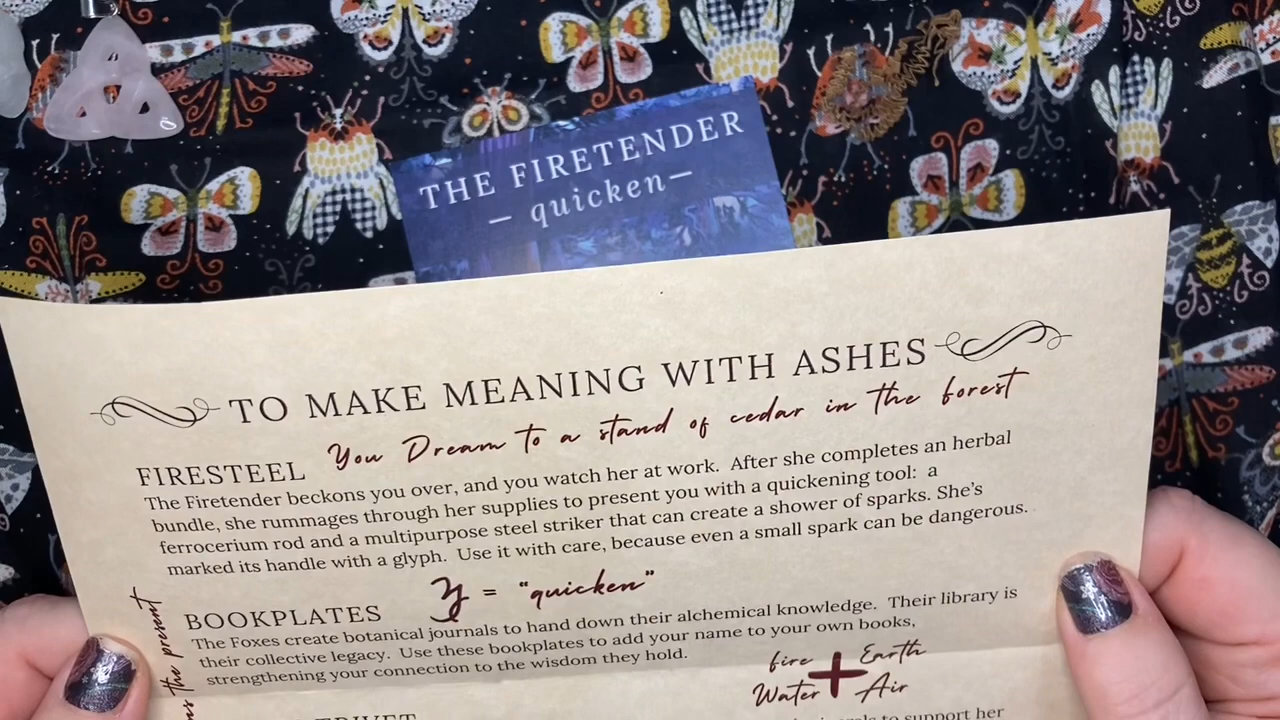 THE FIRETENDER
— quicken —
TO MAKE MEANING WITH ASHES
You Dream to a stand of cedar in the forest
FIRESTEEL
The Firetender beckons you over, and you watch her at work. After she completes an herbal
bundle, she rummages through her supplies to present you with a quickening tool: a
ferrocerium rod and a multipurpose steel striker that can create a shower of sparks. She's
marked its handle with a glyph. Use it with care, because even a small spark can be dangerous.
= "quicken"
BOOKPLATES
The Foxes create botanical journals to hand down their alchemical knowledge. Their library is
their collective legacy. Use these bookplates to add your name to your own books,
strengthening your connection to the wisdom they hold.
fire + Earth
Water Air
the present
to support her